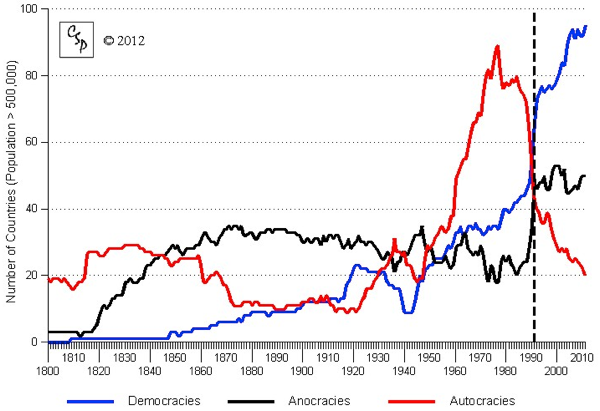 100
CSP
© 2012
80
60
40
20
0
Number of Countries (Population > 500,000)
1810 1830 1850 1870 1890 1910 1930 1950 1970 1990 2010
1800 1820 1840 1860 1880 1900 1920 1940 1960 1980 2000
Democracies Anocracies Autocracies